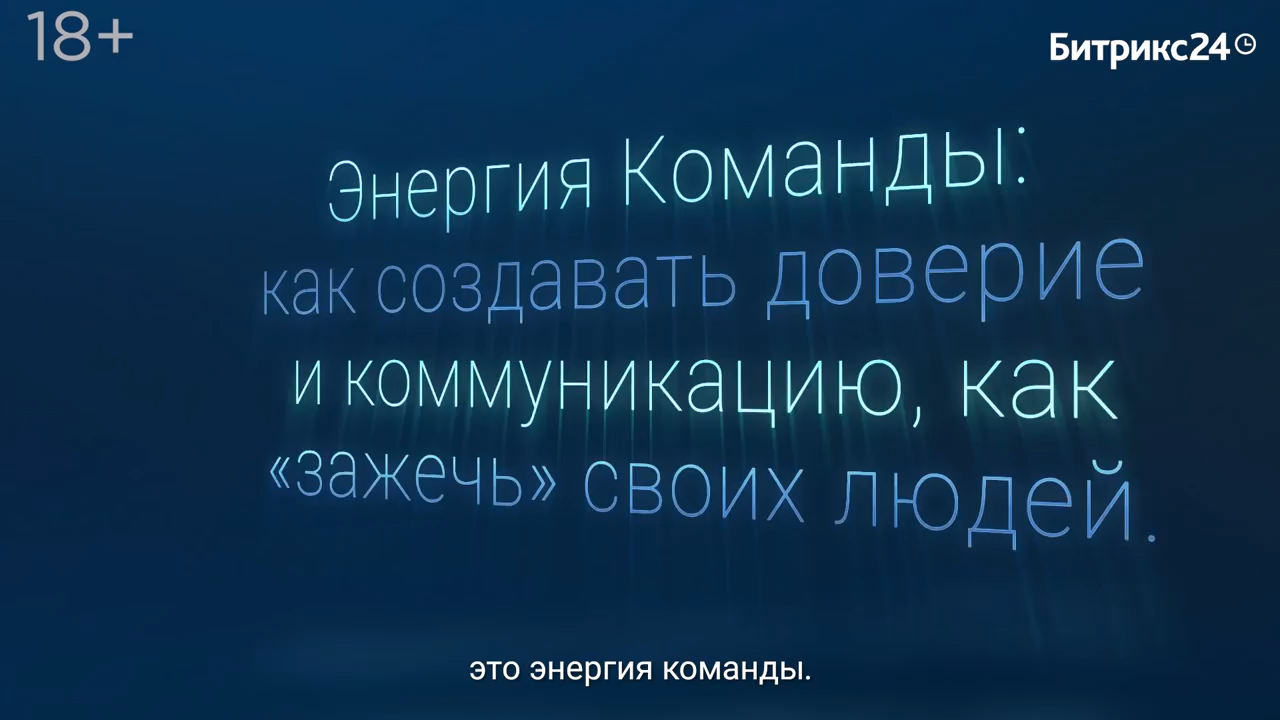 18+
Битрикс24
Энергия Команды:
как создавать доверие
и коммуникацию, как
«зажечь» своих людей.
это энергия команды.